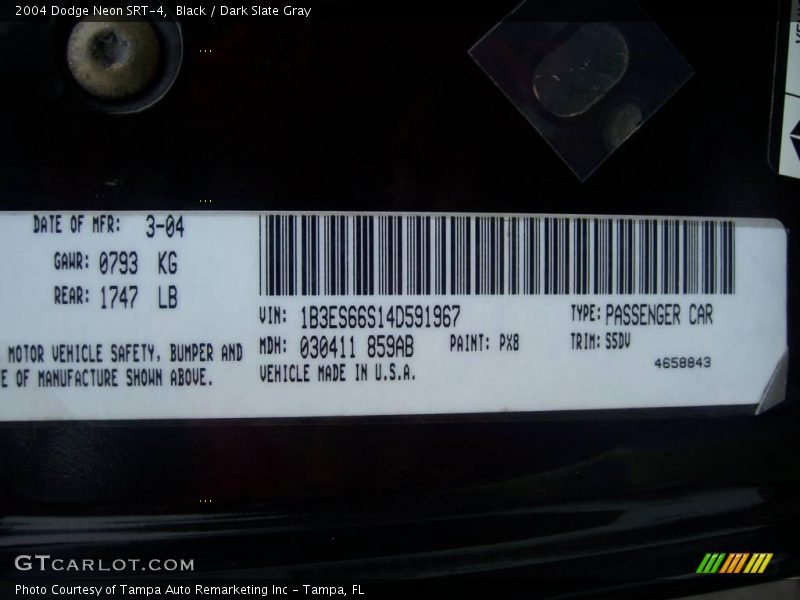 2004 Dodge Neon SRT-4, Black / Dark Slate Gray
DATE OF MFR: 3-04
GAWR: 0793 KG
REAR: 1747 LB
MOTOR VEHICLE SAFETY, BUMPER AND
E OF MANUFACTURE SHOWN ABOVE.
VIN: 1B3ES66S14D591967
TYPE: PASSENGER CAR
MDH: 030411 859AB
PAINT: PX8
TRIM: S5DV
VEHICLE MADE IN U.S.A.
4658843
GTCARLOT.COM
Photo Courtesy of Tampa Auto Remarketing Inc - Tampa, FL